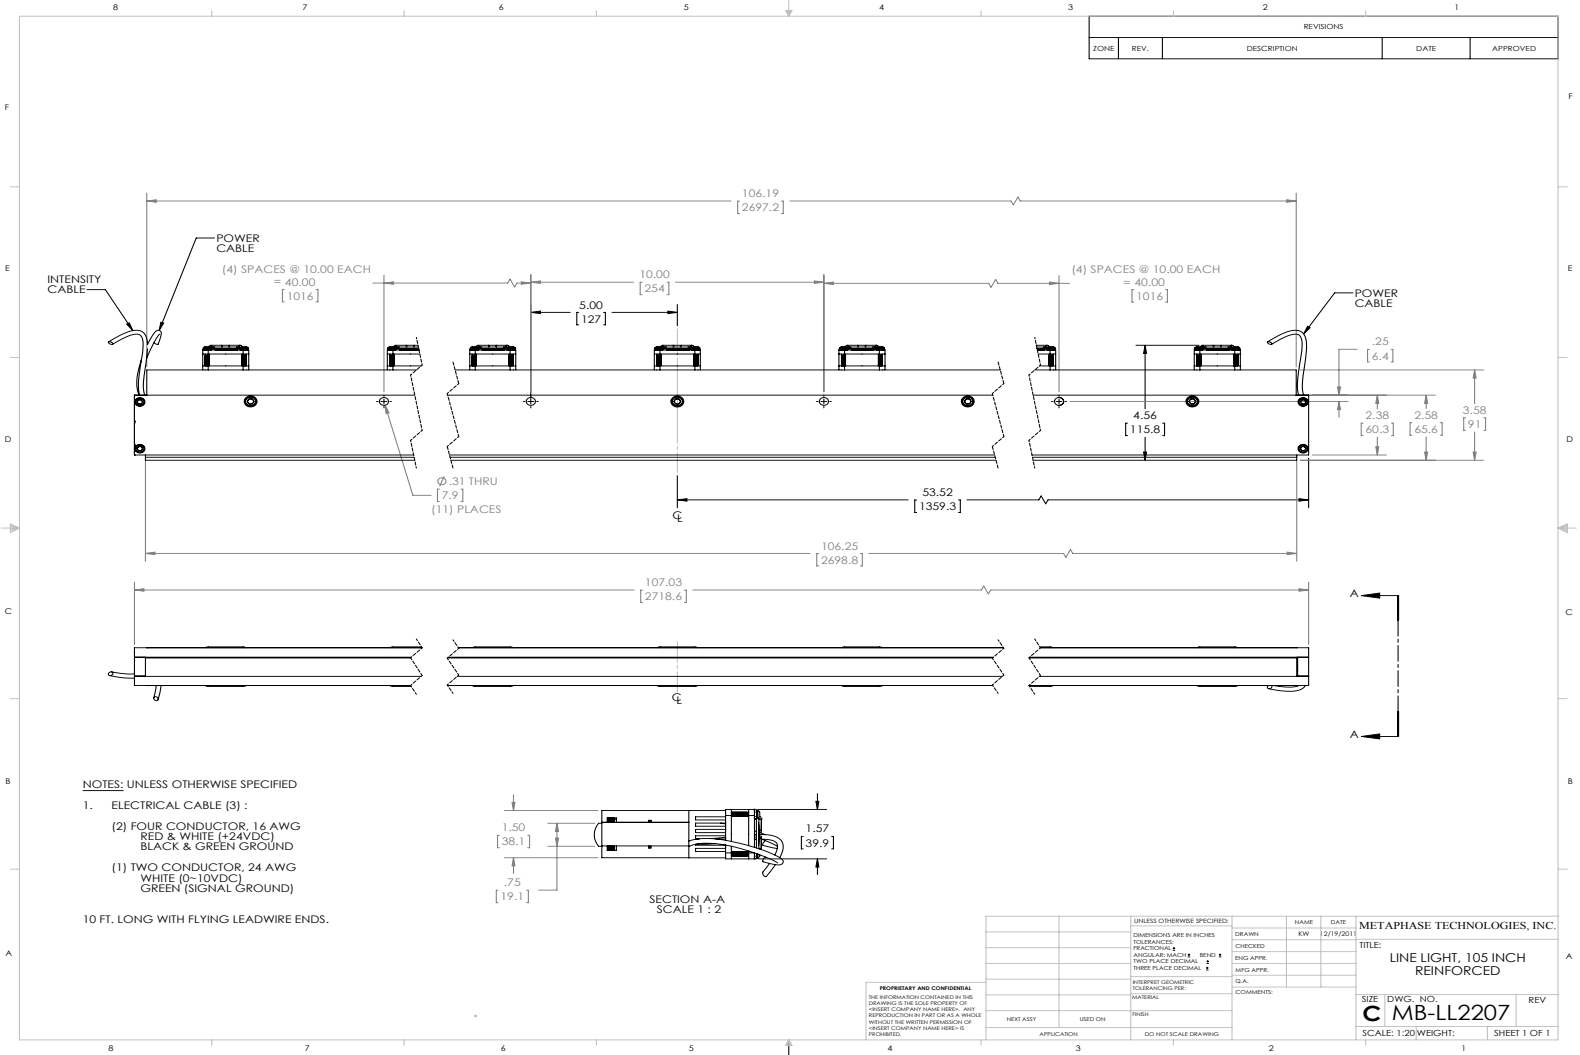 8 7 6 5 4 3 2 1
REVISIONS
ZONE REV. DESCRIPTION DATE APPROVED
F F
106.19
[2697.2]
POWER
CABLE
INTENSITY
CABLE
E E
(4) SPACES @ 10.00 EACH
= 40.00
[1016]
10.00
[254]
5.00
[127]
(4) SPACES @ 10.00 EACH
= 40.00
[1016]
POWER
CABLE
.25
[6.4]
4.56
[115.8]
2.38
[60.3]
2.58
[65.6]
3.58
[91]
D D
Ø.31 THRU
[7.9]
(11) PLACES
53.52
[1359.3]
CL
106.25
[2698.8]
107.03
[2718.6]
C C
A
CL
A
B B
NOTES: UNLESS OTHERWISE SPECIFIED
1. ELECTRICAL CABLE (3) :
(2) FOUR CONDUCTOR, 16 AWG
RED & WHITE (+24VDC)
BLACK & GREEN GROUND
(1) TWO CONDUCTOR, 24 AWG
WHITE (0~10VDC)
GREEN (SIGNAL GROUND)
10 FT. LONG WITH FLYING LEADWIRE ENDS.
1.50
[38.1]
.75
[19.1]
1.57
[39.9]
SECTION A-A
SCALE 1 : 2
A A
PROPRIETARY AND CONFIDENTIAL
THE INFORMATION CONTAINED IN THIS
DRAWING IS THE SOLE PROPERTY OF
<INSERT COMPANY NAME HERE>. ANY
REPRODUCTION IN PART OR AS A WHOLE
WITHOUT THE WRITTEN PERMISSION OF
<INSERT COMPANY NAME HERE> IS
PROHIBITED.
NEXT ASSY USED ON
APPLICATION
UNLESS OTHERWISE SPECIFIED:
DIMENSIONS ARE IN INCHES
TOLERANCES:
FRACTIONAL ±
ANGULAR: MACH ± BEND ±
TWO PLACE DECIMAL ±
THREE PLACE DECIMAL ±
INTERPRET GEOMETRIC
TOLERANCING PER:
MATERIAL
FINISH
DO NOT SCALE DRAWING
NAME DATE
DRAWN KW 12/19/2011
CHECKED
ENG APPR.
MFG APPR.
Q.A.
COMMENTS:
METAPHASE TECHNOLOGIES, INC.
TITLE:
LINE LIGHT, 105 INCH
REINFORCED
SIZE DWG. NO. REV
C MB-LL2207
SCALE: 1:20 WEIGHT: SHEET 1 OF 1
8 7 6 5 4 3 2 1